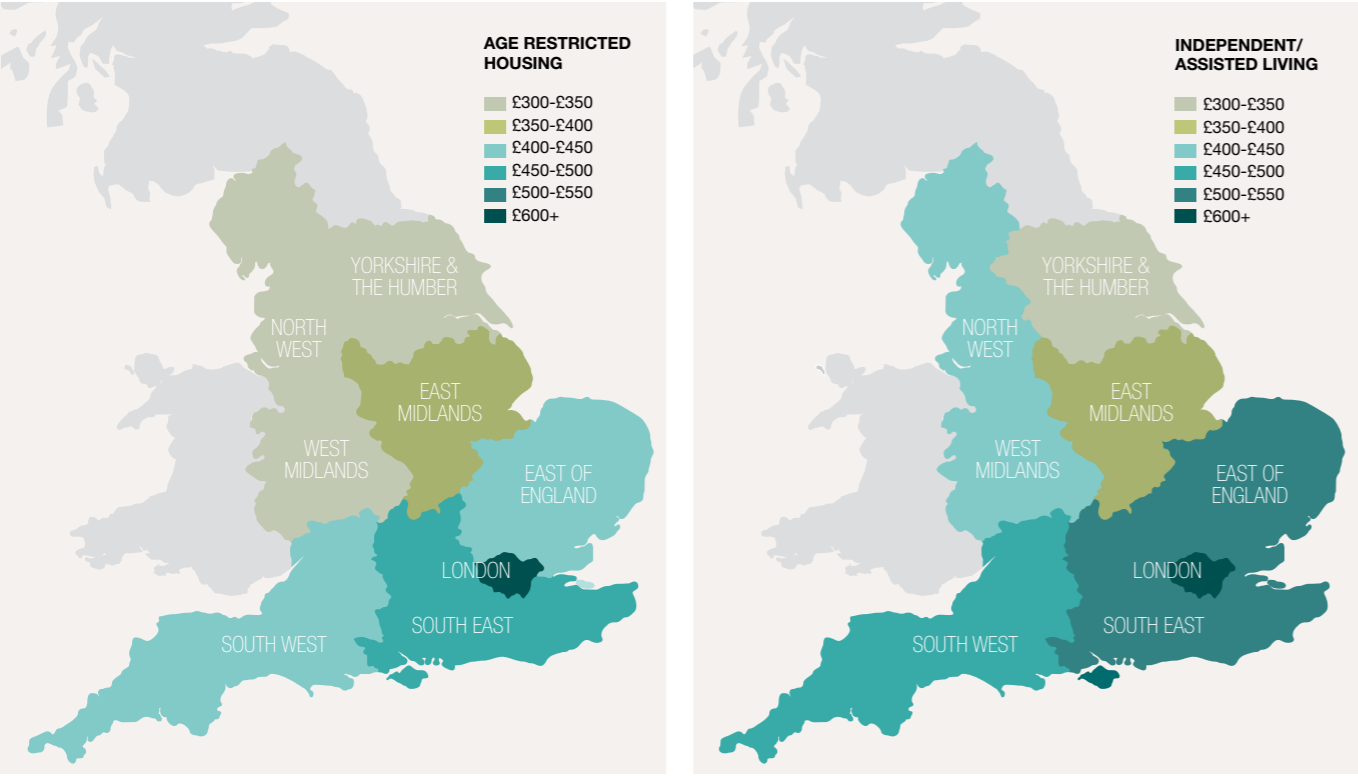 AGE RESTRICTED
HOUSING
£300-£350
£350-£400
£400-£450
£450-£500
£500-£550
£600+
YORKSHIRE &
THE HUMBER
NORTH
WEST
EAST
MIDLANDS
WEST
MIDLANDS
EAST OF
ENGLAND
LONDON
SOUTH EAST
SOUTH WEST
INDEPENDENT/
ASSISTED LIVING
£300-£350
£350-£400
£400-£450
£450-£500
£500-£550
£600+
YORKSHIRE &
THE HUMBER
NORTH
WEST
EAST
MIDLANDS
WEST
MIDLANDS
EAST OF
ENGLAND
LONDON
SOUTH EAST
SOUTH WEST